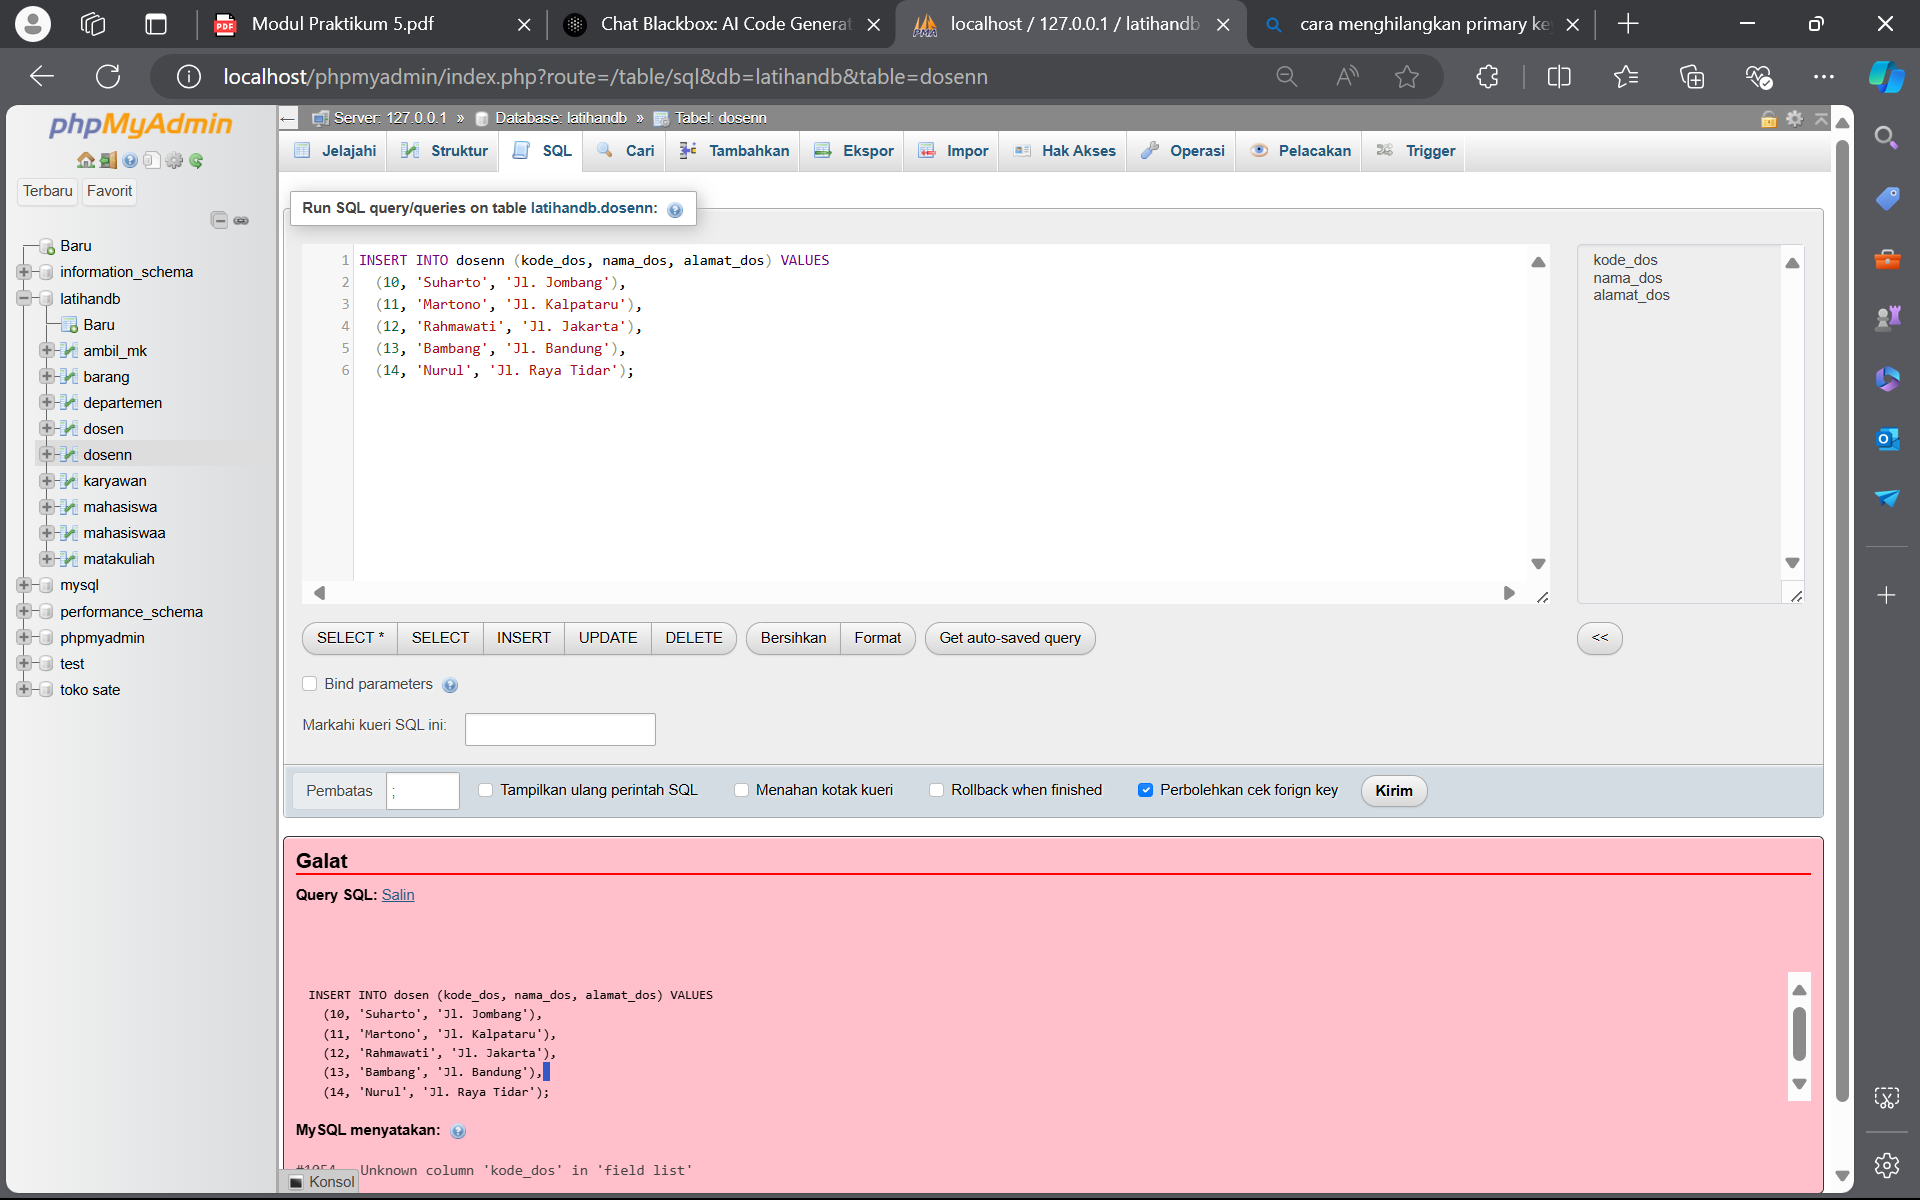 Modul Praktikum 5.pdf
Chat Blackbox: AI Code Generat
localhost / 127.0.0.1 / latihandb
cara menghilangkan primary ke
localhost/phpmyadmin/index.php?route=/table/sql&db=latihandb&table=dosenn
phpMyAdmin
Terbaru
Favorit
Baru
information_schema
latihandb
Baru
ambil_mk
barang
departemen
dosen
dosenn
karyawan
mahasiswa
mahasiswaa
matakuliah
mysql
performance_schema
phpmyadmin
test
toko sate
Server: 127.0.0.1 » Database: latihandb » Tabel: dosenn
Jelajahi Struktur SQL Cari Tambahkan Ekspor Impor Hak Akses Operasi Pelacakan Trigger
Run SQL query/queries on table latihandb.dosenn:
1 INSERT INTO dosenn (kode_dos, nama_dos, alamat_dos) VALUES
2 (10, 'Suharto', 'Jl. Jombang'),
3 (11, 'Martono', 'Jl. Kalpataru'),
4 (12, 'Rahmawati', 'Jl. Jakarta'),
5 (13, 'Bambang', 'Jl. Bandung'),
6 (14, 'Nurul', 'Jl. Raya Tidar');
kode_dos
nama_dos
alamat_dos
SELECT * SELECT INSERT UPDATE DELETE Bersihkan Format Get auto-saved query <<
Bind parameters
Markahi kueri SQL ini:
Pembatas ; Tampilkan ulang perintah SQL Menahan kotak kueri Rollback when finished Perbolehkan cek forign key Kirim
Galat
Query SQL: Salin
INSERT INTO dosen (kode_dos, nama_dos, alamat_dos) VALUES
(10, 'Suharto', 'Jl. Jombang'),
(11, 'Martono', 'Jl. Kalpataru'),
(12, 'Rahmawati', 'Jl. Jakarta'),
(13, 'Bambang', 'Jl. Bandung'),
(14, 'Nurul', 'Jl. Raya Tidar');
MySQL menyatakan:
#1054 Unknown column 'kode_dos' in 'field list'
Konsol